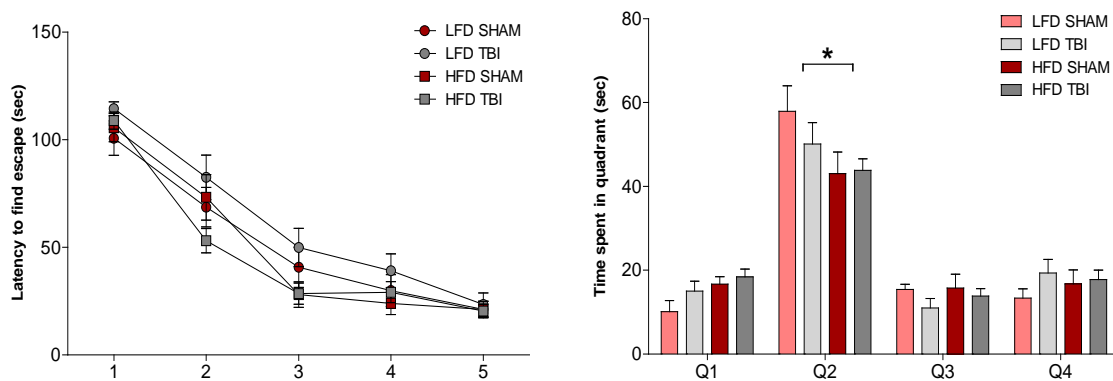 Latency to find escape (sec)
150
100
50
0
1 2 3 4 5
LFD SHAM
LFD TBI
HFD SHAM
HFD TBI
Time spent in quadrant (sec)
80
60
40
20
0
Q1 Q2 Q3 Q4
*
LFD SHAM
LFD TBI
HFD SHAM
HFD TBI